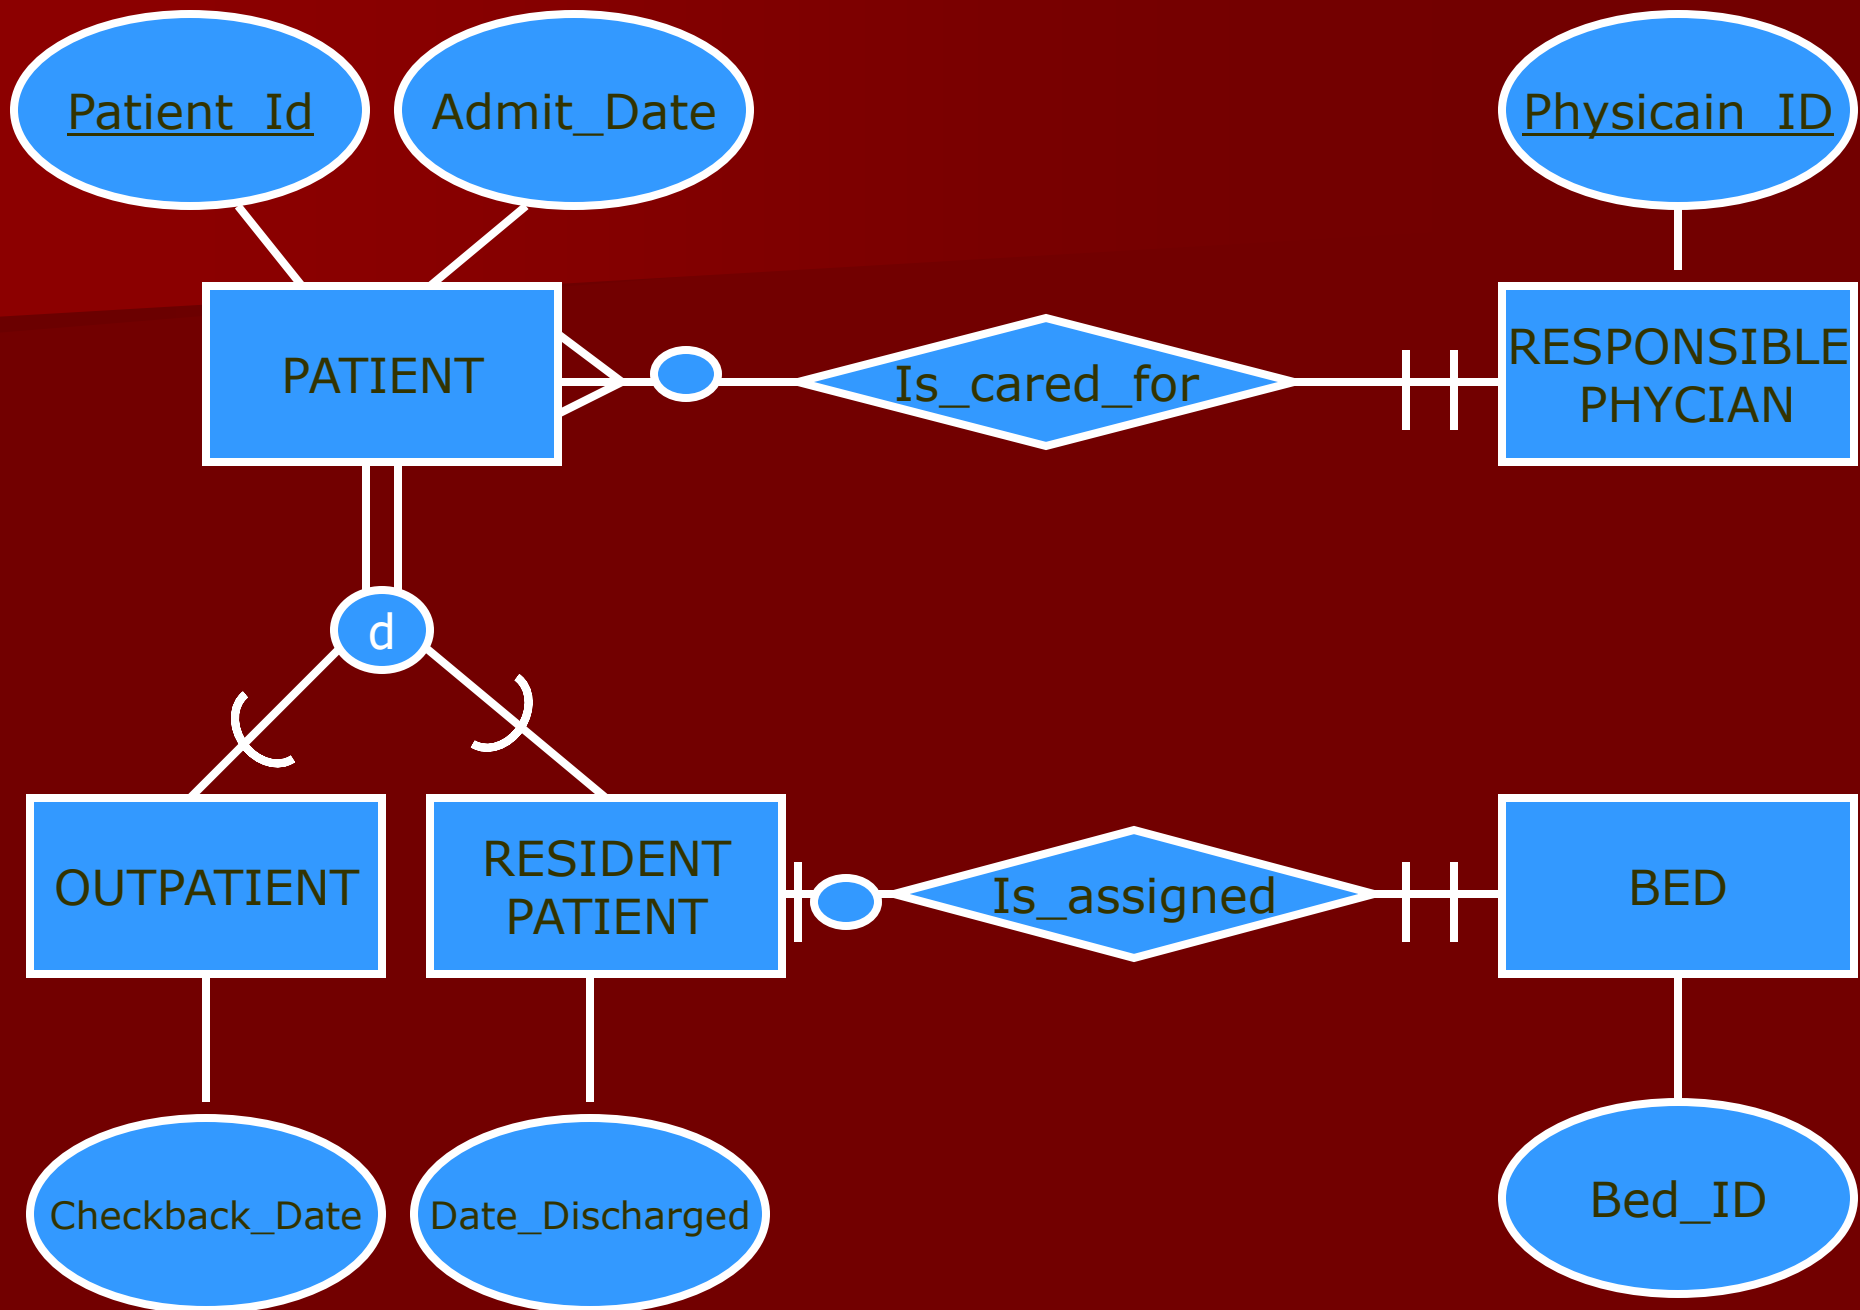 Patient_Id
Admit_Date
Physicain_ID
PATIENT
Is_cared_for
RESPONSIBLE
PHYCIAN
d
OUTPATIENT
RESIDENT
PATIENT
Is_assigned
BED
Checkback_Date
Date_Discharged
Bed_ID